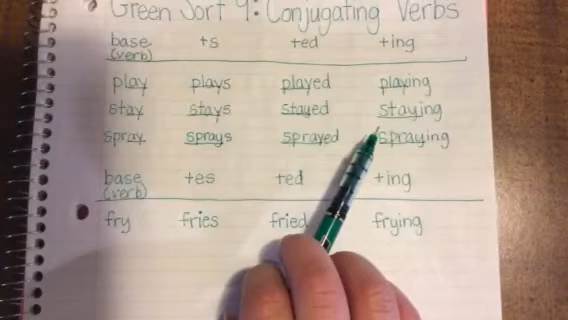 Green Sort 9: Conjugating Verbs
base (verb) +s +ed +ing
play plays played playing
stay stays stayed staying
spray sprays sprayed spraying
base (verb) +es +ed +ing
fry fries fried frying